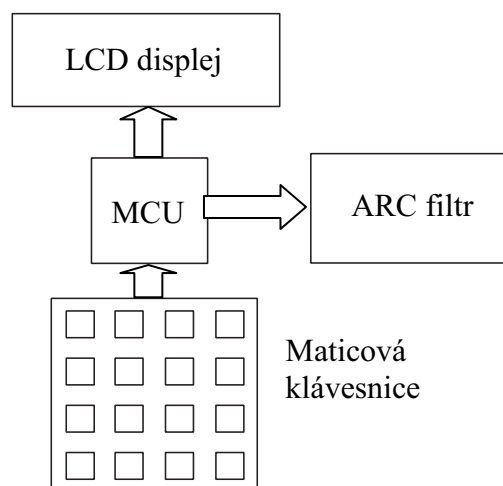 LCD displej
MCU
ARC filtr
Maticová
klávesnice